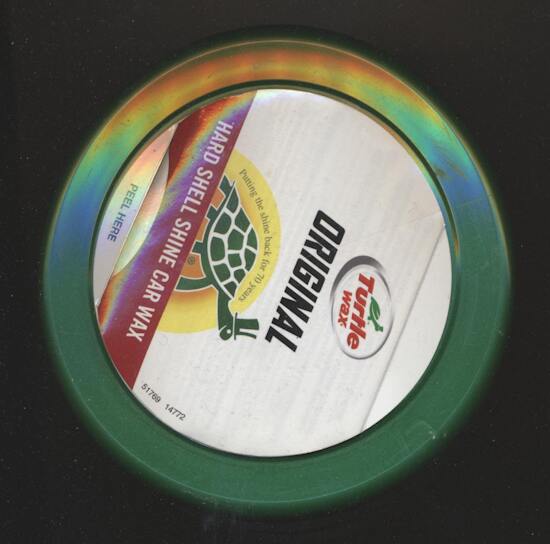 Turtle
wax
ORIGINAL
Putting the shine back for 70 years
®
HARD SHELL SHINE CAR WAX
PEEL HERE
51769 14772